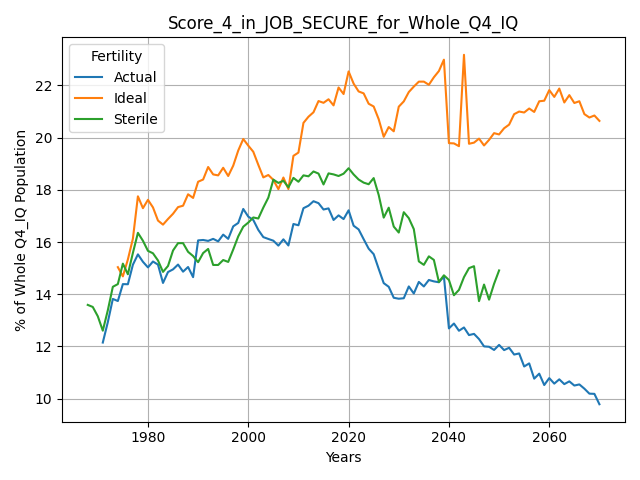 Score_4_in_JOB_SECURE_for_Whole_Q4_IQ
Fertility
Actual
Ideal
Sterile
% of Whole Q4_IQ Population
22
20
18
16
14
12
10
1980
2000
2020
2040
2060
Years